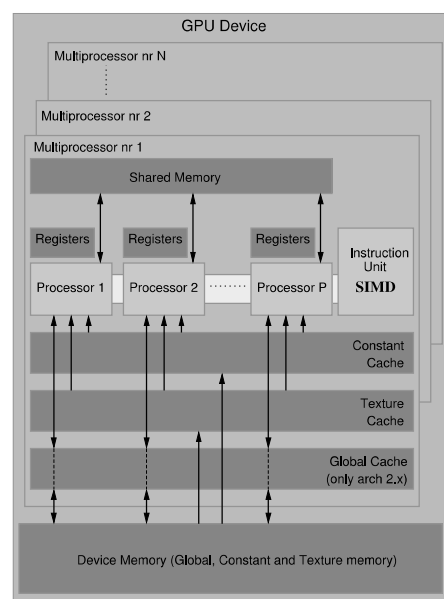 GPU Device
Multiprocessor nr N
Multiprocessor nr 2
Multiprocessor nr 1
Shared Memory
Registers
Registers
Registers
Instruction
Unit
SIMD
Processor 1
Processor 2
Processor P
Constant
Cache
Texture
Cache
Global Cache
(only arch 2.x)
Device Memory (Global, Constant and Texture memory)